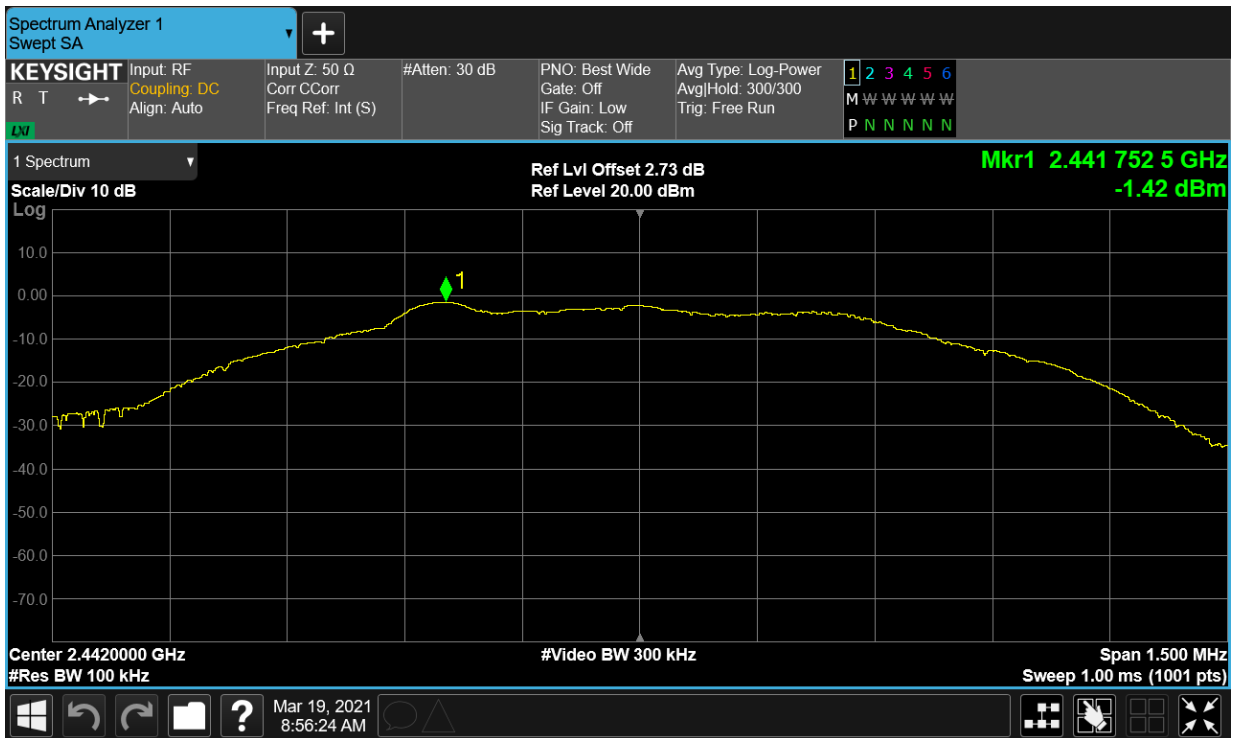 Spectrum Analyzer 1
Swept SA
KEYSIGHT
R T
LXI
Input: RF
Coupling: DC
Align: Auto
Input Z: 50 Ω
Corr CCorr
Freq Ref: Int (S)
#Atten: 30 dB
PNO: Best Wide
Gate: Off
IF Gain: Low
Sig Track: Off
Avg Type: Log-Power
Avg|Hold: 300/300
Trig: Free Run
1 2 3 4 5 6
M W W W W W
P N N N N N
1 Spectrum
Scale/Div 10 dB
Log
Ref Lvl Offset 2.73 dB
Ref Level 20.00 dBm
Mkr1 2.441 752 5 GHz
-1.42 dBm
10.0
0.00
-10.0
-20.0
-30.0
-40.0
-50.0
-60.0
-70.0
1
Center 2.4420000 GHz
#Res BW 100 kHz
#Video BW 300 kHz
Span 1.500 MHz
Sweep 1.00 ms (1001 pts)
?
Mar 19, 2021
8:56:24 AM